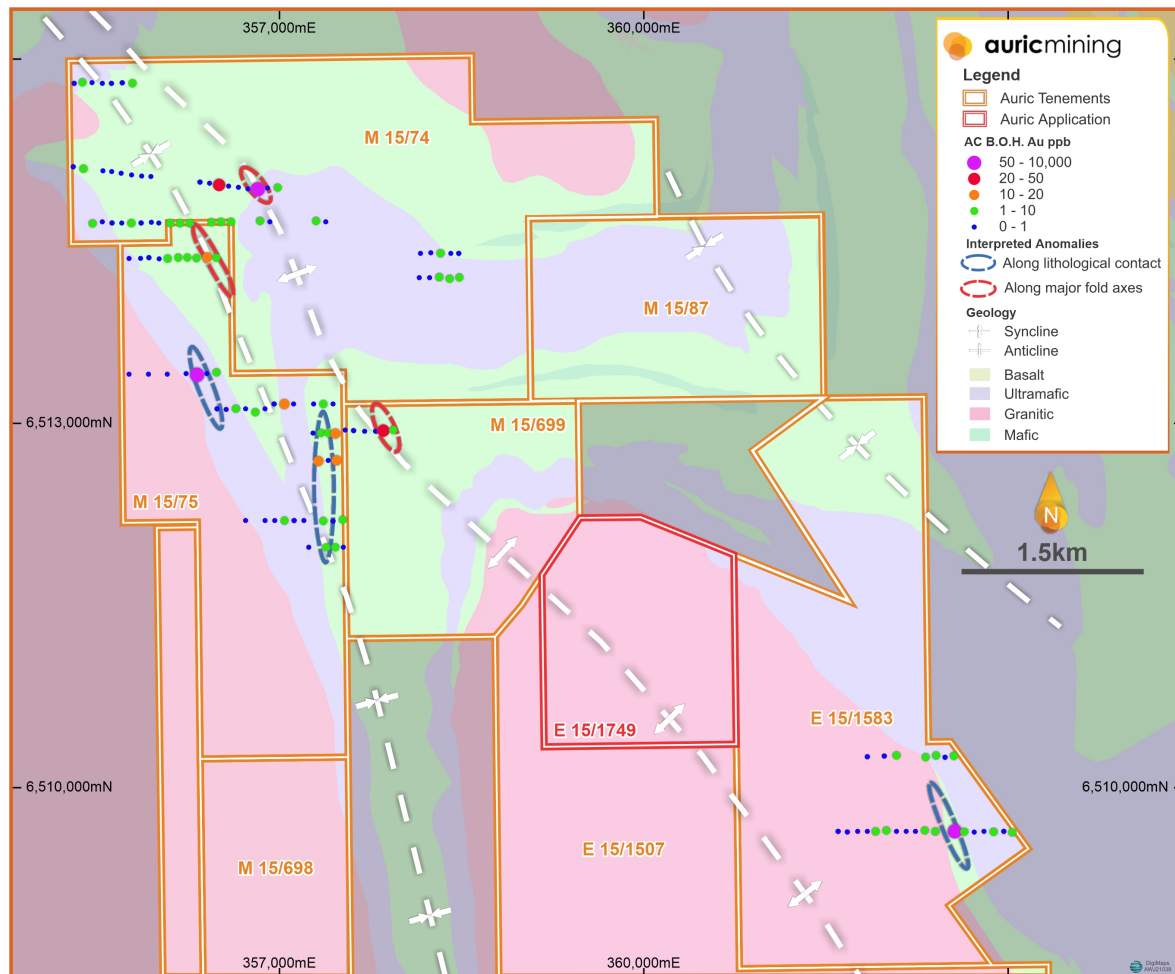 357,000mE
360,000mE
auricmining
Legend
Auric Tenements
Auric Application
AC B.O.H. Au ppb
50 - 10,000
20 - 50
10 - 20
1 - 10
0 - 1
Interpreted Anomalies
Along lithological contact
Along major fold axes
Geology
Syncline
Anticline
Basalt
Ultramafic
Granitic
Mafic
M 15/74
M 15/87
6,513,000mN
M 15/699
M 15/75
N
1.5km
E 15/1749
E 15/1583
6,510,000mN
6,510,000mN
E 15/1507
M 15/698
357,000mE
360,000mE
DigiMaps